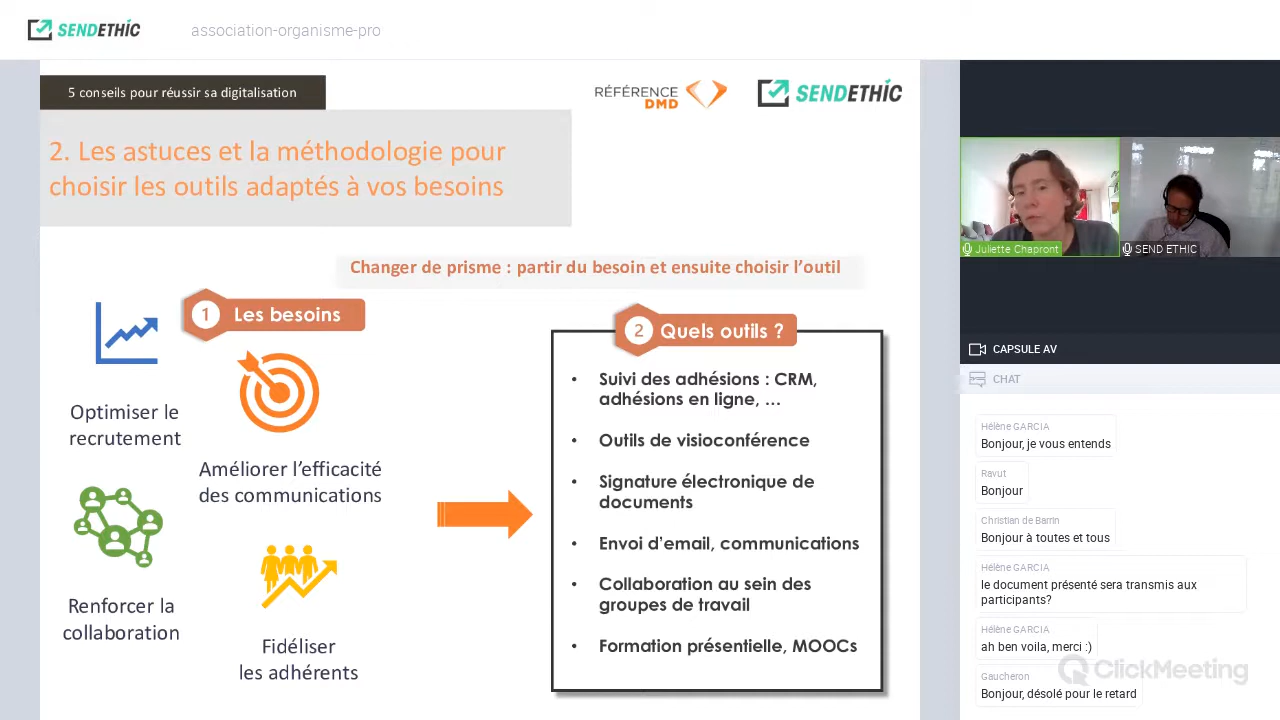 SENDETHIC
association-organisme-pro
5 conseils pour réussir sa digitalisation
RÉFÉRENCE
DMD
SENDETHIC
2. Les astuces et la méthodologie pour
choisir les outils adaptés à vos besoins
Changer de prisme : partir du besoin et ensuite choisir l’outil
1 Les besoins
Optimiser le
recrutement
Améliorer l’efficacité
des communications
Renforcer la
collaboration
Fidéliser
les adhérents
2 Quels outils ?
• Suivi des adhésions : CRM,
adhésions en ligne, …
• Outils de visioconférence
• Signature électronique de
documents
• Envoi d’email, communications
• Collaboration au sein des
groupes de travail
• Formation présentielle, MOOCs
Juliette Chapront
SEND ETHIC
CAPSULE AV
CHAT
Hélène GARCIA
Bonjour, je vous entends
Ravut
Bonjour
Christian de Barrin
Bonjour à toutes et tous
Hélène GARCIA
le document présenté sera transmis aux
participants?
Hélène GARCIA
ah ben voila, merci :)
Gaucheron
Bonjour, désolé pour le retard
ClickMeeting